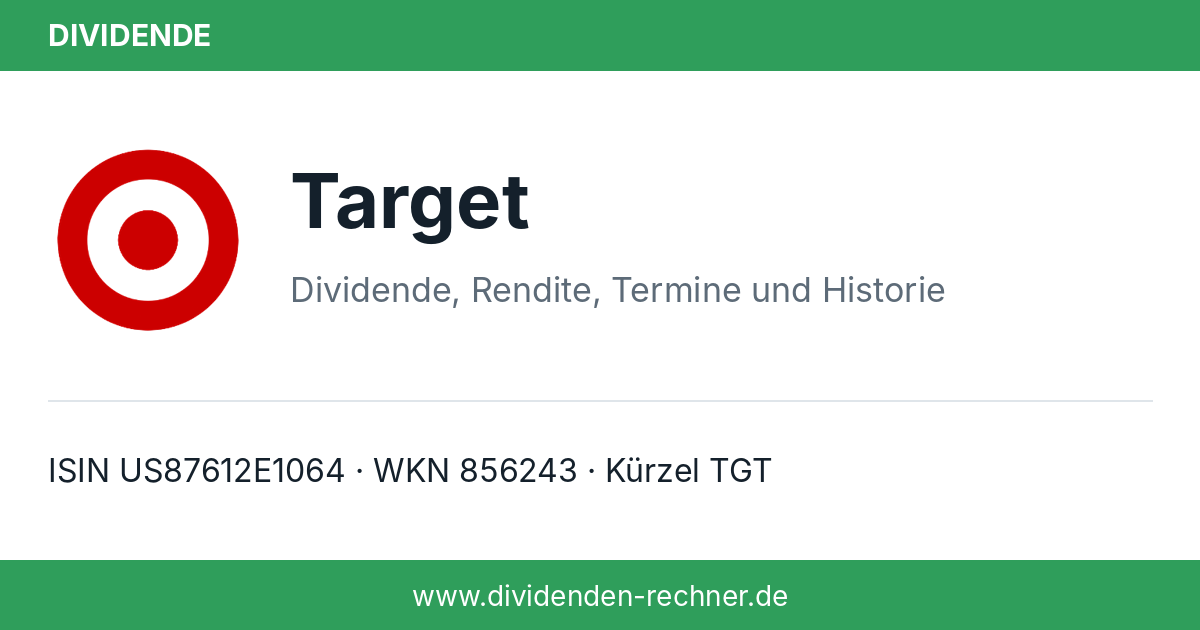 DIVIDENDE
Target
Dividende, Rendite, Termine und Historie
ISIN US87612E1064 · WKN 856243 · Kürzel TGT
www.dividenden-rechner.de